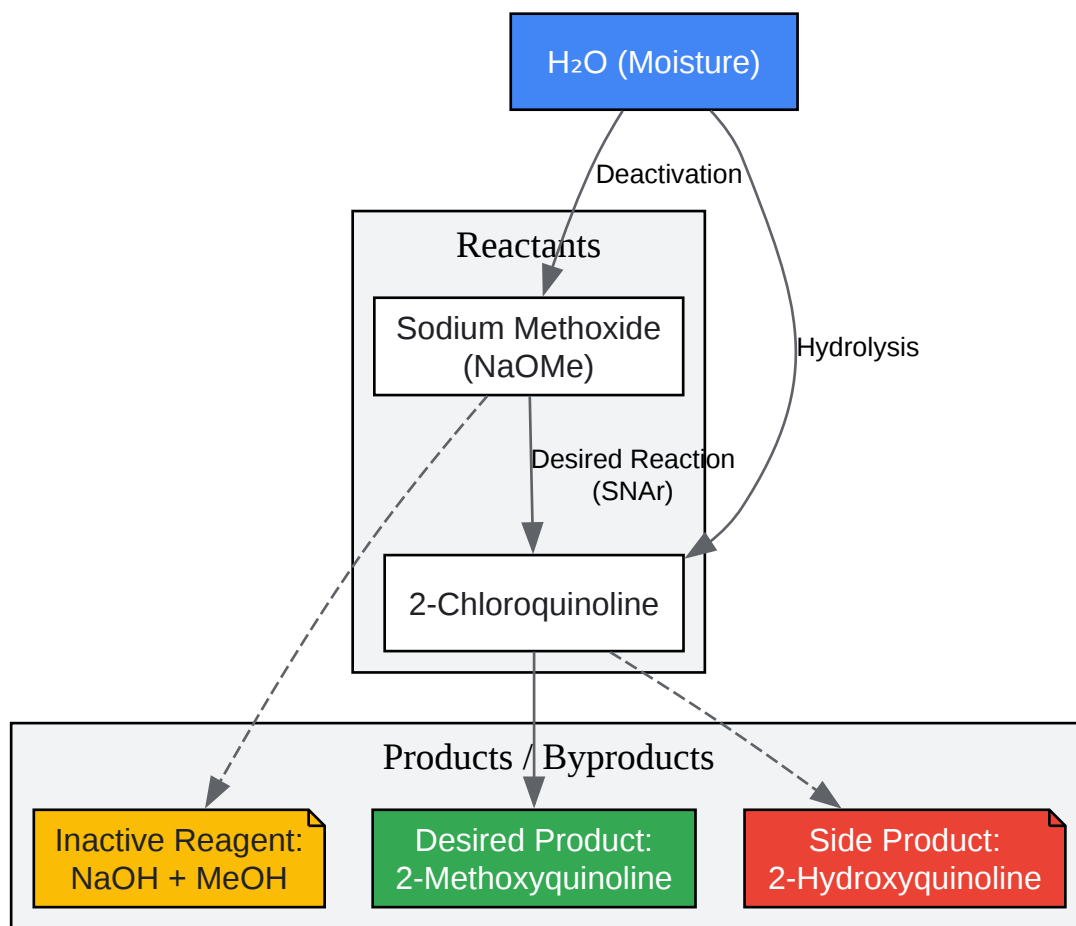 H₂O (Moisture)
Deactivation
Reactants
Sodium Methoxide
(NaOMe)
Hydrolysis
Desired Reaction
(SNAr)
2-Chloroquinoline
Products / Byproducts
Inactive Reagent:
NaOH + MeOH
Desired Product:
2-Methoxyquinoline
Side Product:
2-Hydroxyquinoline